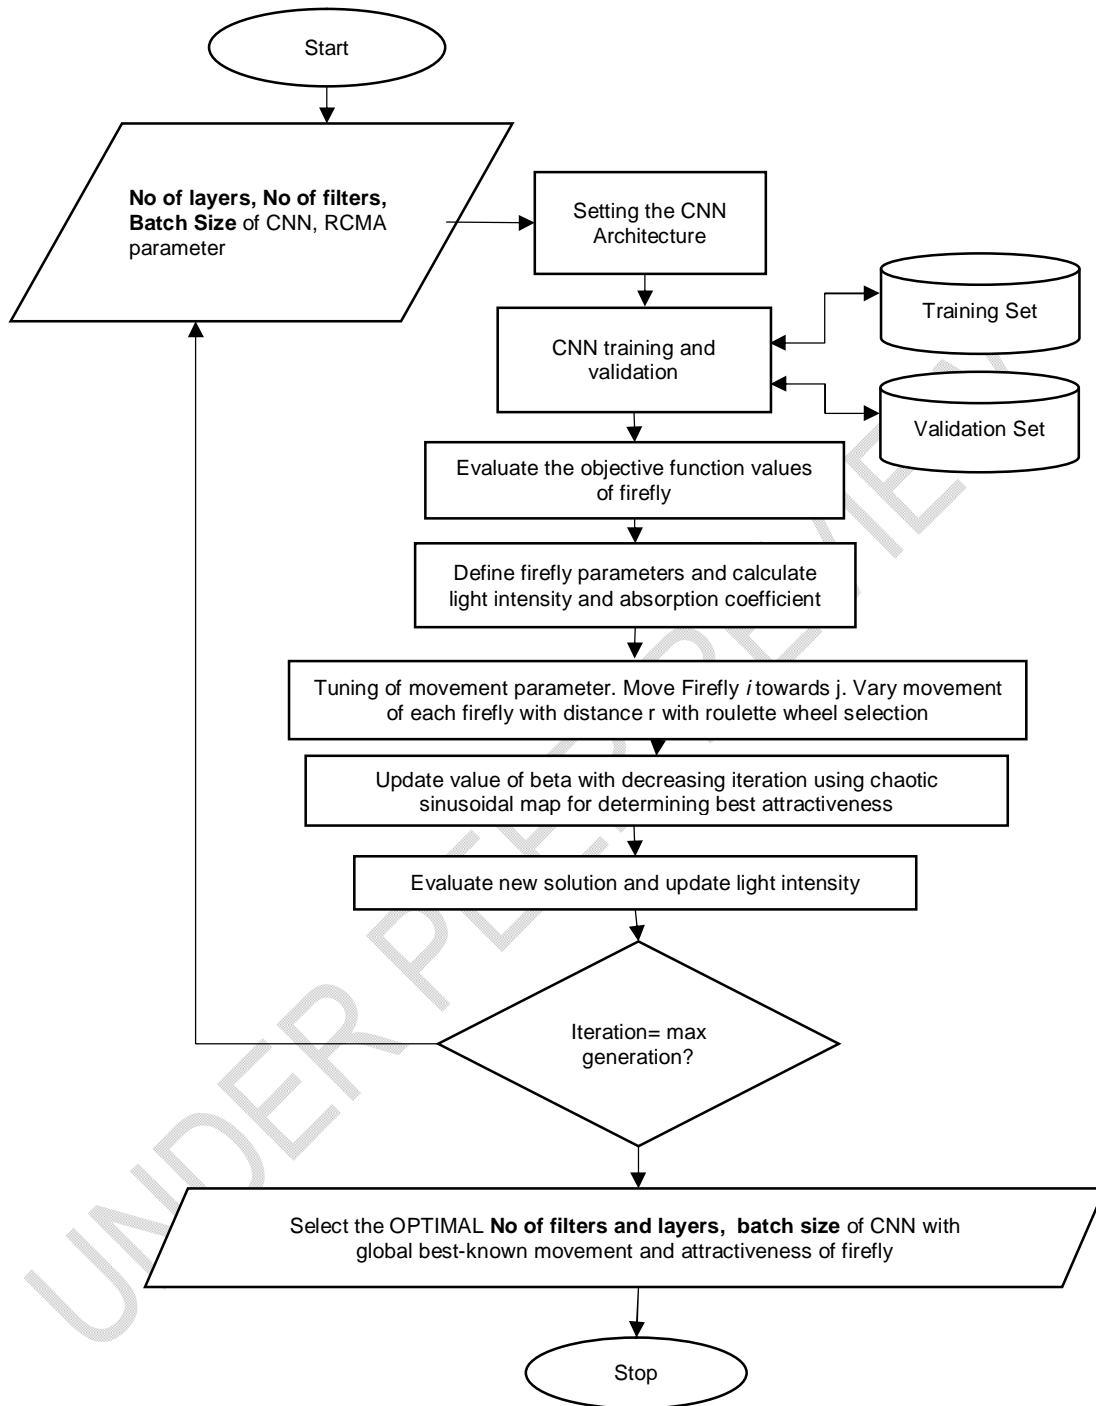 Start
No of layers, No of filters,
Batch Size of CNN, RCMA
parameter
Setting the CNN
Architecture
Training Set
CNN training and
validation
Validation Set
Evaluate the objective function values
of firefly
Define firefly parameters and calculate
light intensity and absorption coefficient
Tuning of movement parameter. Move Firefly i towards j. Vary movement
of each firefly with distance r with roulette wheel selection
Update value of beta with decreasing iteration using chaotic
sinusoidal map for determining best attractiveness
Evaluate new solution and update light intensity
Iteration= max
generation?
Select the OPTIMAL No of filters and layers, batch size of CNN with
global best-known movement and attractiveness of firefly
Stop
UNDER PEER REVIEW